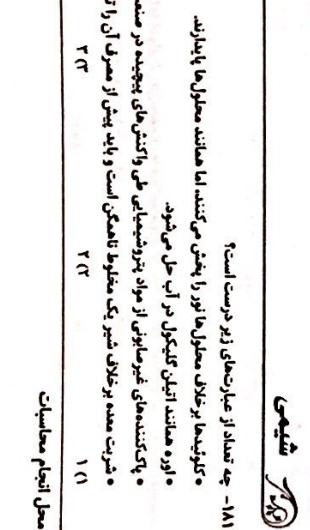 شیمی
۱۸۱- چه تعداد از عبارت‌های زیر درست است؟
• کلوئیدها برخلاف محلول‌ها نور را پخش می‌کنند، اما همانند محلول‌ها پایدارند.
• اوره همانند اتیلن گلیکول در آب حل می‌شود.
• پاک‌کننده‌های غیرصابونی از مواد پتروشیمیایی طی واکنش‌های پیچیده در صنعت
• شربت معده برخلاف شیر یک مخلوط ناهمگن است و باید پیش از مصرف آن را
۱) ۱ ۲) ۲ ۳) ۳
محل انجام محاسبات